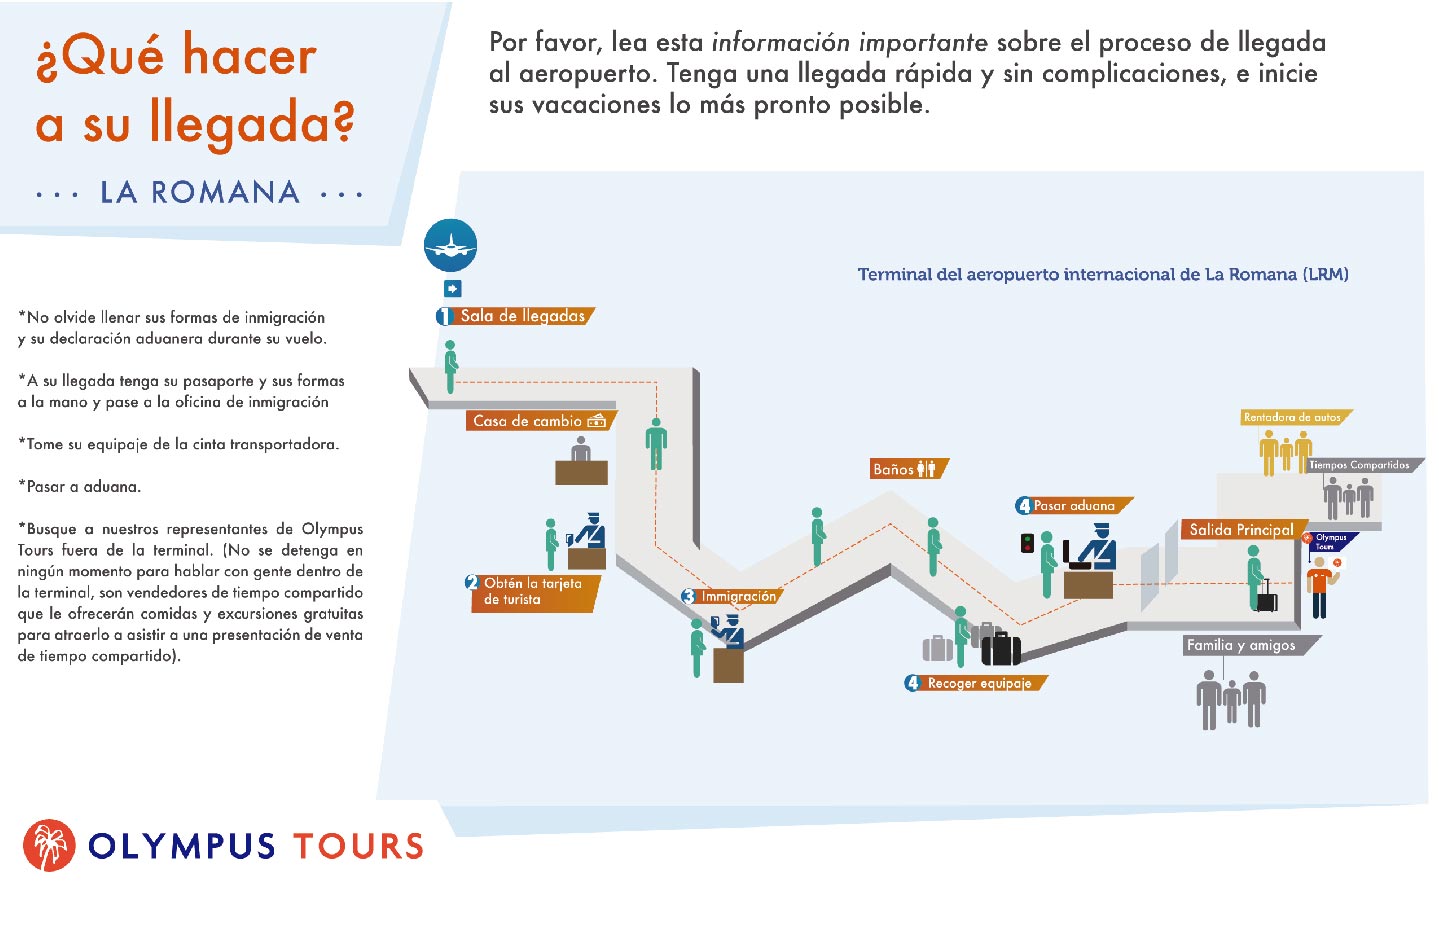 ¿Qué hacer
a su llegada?
... LA ROMANA ...
Por favor, lea esta información importante sobre el proceso de llegada
al aeropuerto. Tenga una llegada rápida y sin complicaciones, e inicie
sus vacaciones lo más pronto posible.
Terminal del aeropuerto internacional de La Romana (LRM)
*No olvide llenar sus formas de inmigración
y su declaración aduanera durante su vuelo.
*A su llegada tenga su pasaporte y sus formas
a la mano y pase a la oficina de inmigración
*Tome su equipaje de la cinta transportadora.
*Pasar a aduana.
*Busque a nuestros representantes de Olympus
Tours fuera de la terminal. (No se detenga en
ningún momento para hablar con gente dentro de
la terminal, son vendedores de tiempo compartido
que le ofrecerán comidas y excursiones gratuitas
para atraerlo a asistir a una presentación de venta
de tiempo compartido).
1 Sala de llegadas
Casa de cambio
2 Obtén la tarjeta
de turista
3 Immigración
Baños
4 Recoger equipaje
4 Pasar aduana
Salida Principal
Rentadora de autos
Tiempos Compartidos
Olympus
Tours
Familia y amigos
OLYMPUS TOURS